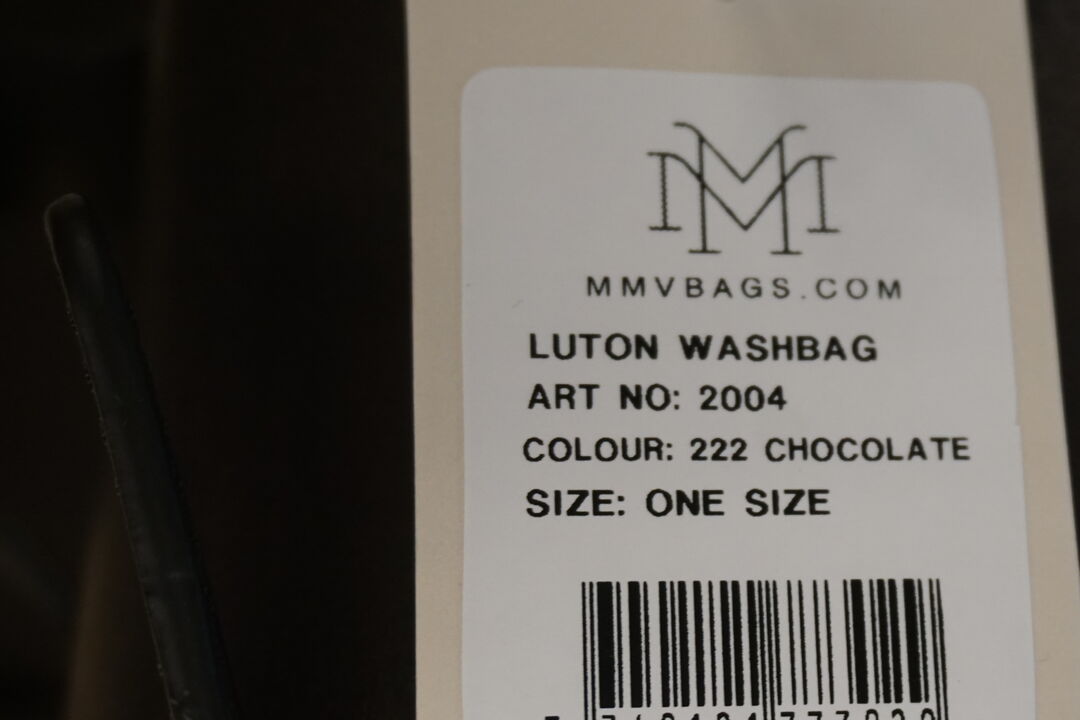 MMVBAGS.COM
LUTON WASHBAG
ART NO: 2004
COLOUR: 222 CHOCOLATE
SIZE: ONE SIZE